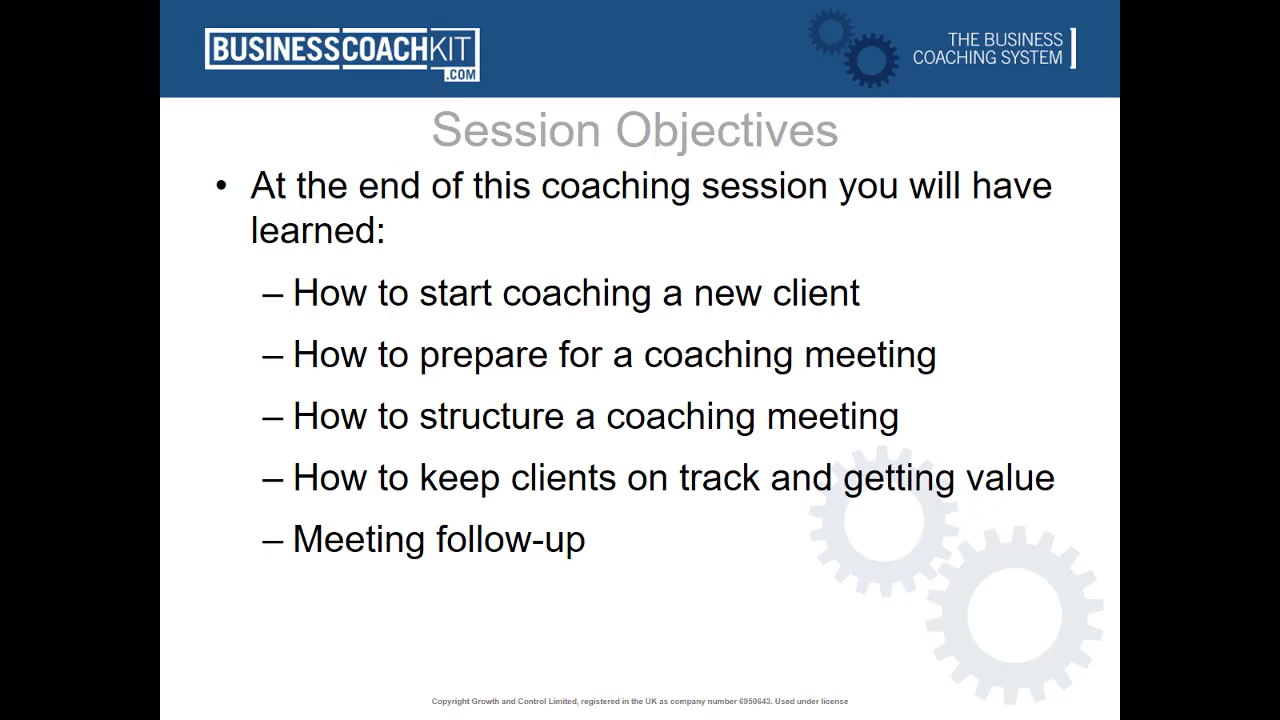 BUSINESSCOACHKIT
.COM
THE BUSINESS
COACHING SYSTEM
Session Objectives
• At the end of this coaching session you will have
learned:
– How to start coaching a new client
– How to prepare for a coaching meeting
– How to structure a coaching meeting
– How to keep clients on track and getting value
– Meeting follow-up
Copyright Growth and Control Limited, registered in the UK as company number 6950643. Used under license